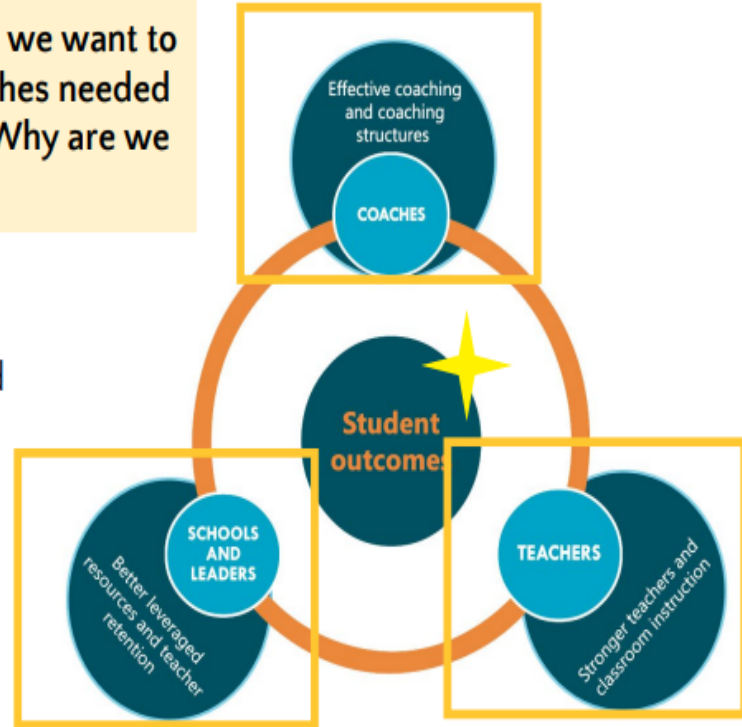 we want to
hes needed
Why are we
Effective coaching
and coaching
structures
COACHES
Student
outcomes
SCHOOLS
AND
LEADERS
Better leveraged
resources and teacher
retention
TEACHERS
Stronger teachers and
classroom instruction